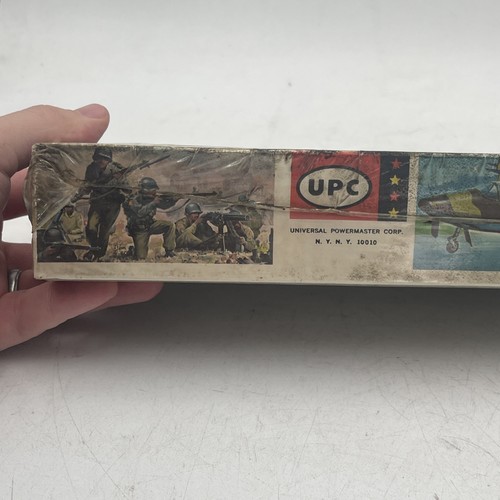 UPC
UNIVERSAL POWERMASTER CORP.
N. Y. N. Y. 10010